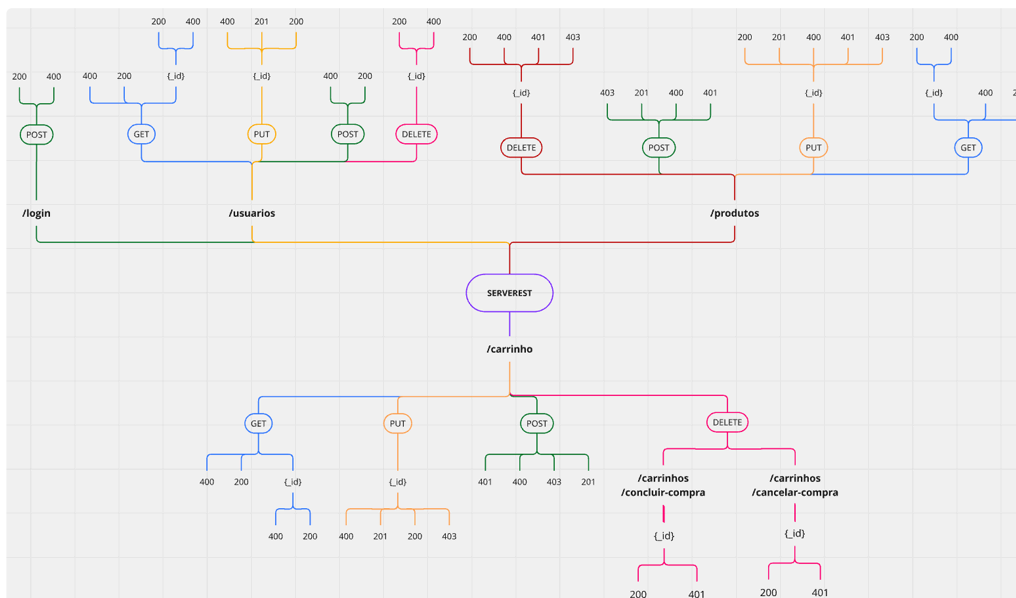 200 400 400 201 200 200 400 200 400 401 403 200 201 400 401 403 200 400
200 400 400 200 {_id} {_id} 400 200 {_id} {_id} 403 201 400 401 {_id} {_id} 400
POST GET PUT POST DELETE DELETE POST PUT GET
/login /usuarios /produtos
SERVEREST
/carrinho
GET PUT POST DELETE
400 200 {_id} {_id} 401 400 403 201
/carrinhos
/concluir-compra
/carrinhos
/cancelar-compra
400 200 400 201 200 403
{_id} {_id}
200 401 200 401